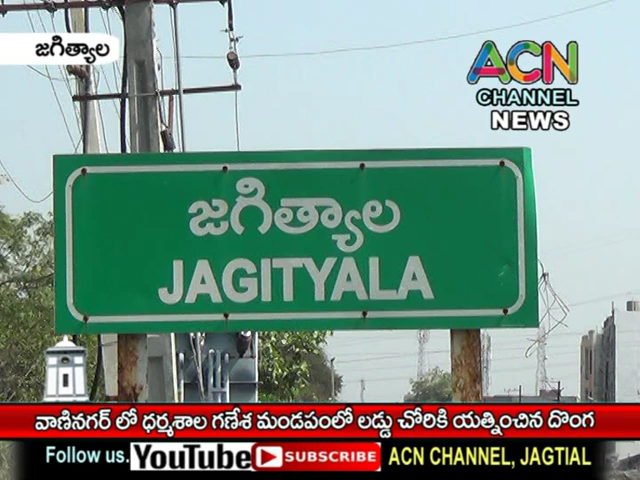 జగిత్యాల
ACN
CHANNEL
NEWS
జగిత్యాల
JAGITYALA
వాణినగర్ లో ధర్మశాల గణేశ మండపంలో లడ్డు చోరికి యత్నించిన దొంగ
Follow us. YouTube SUBSCRIBE ACN CHANNEL, JAGTIAL